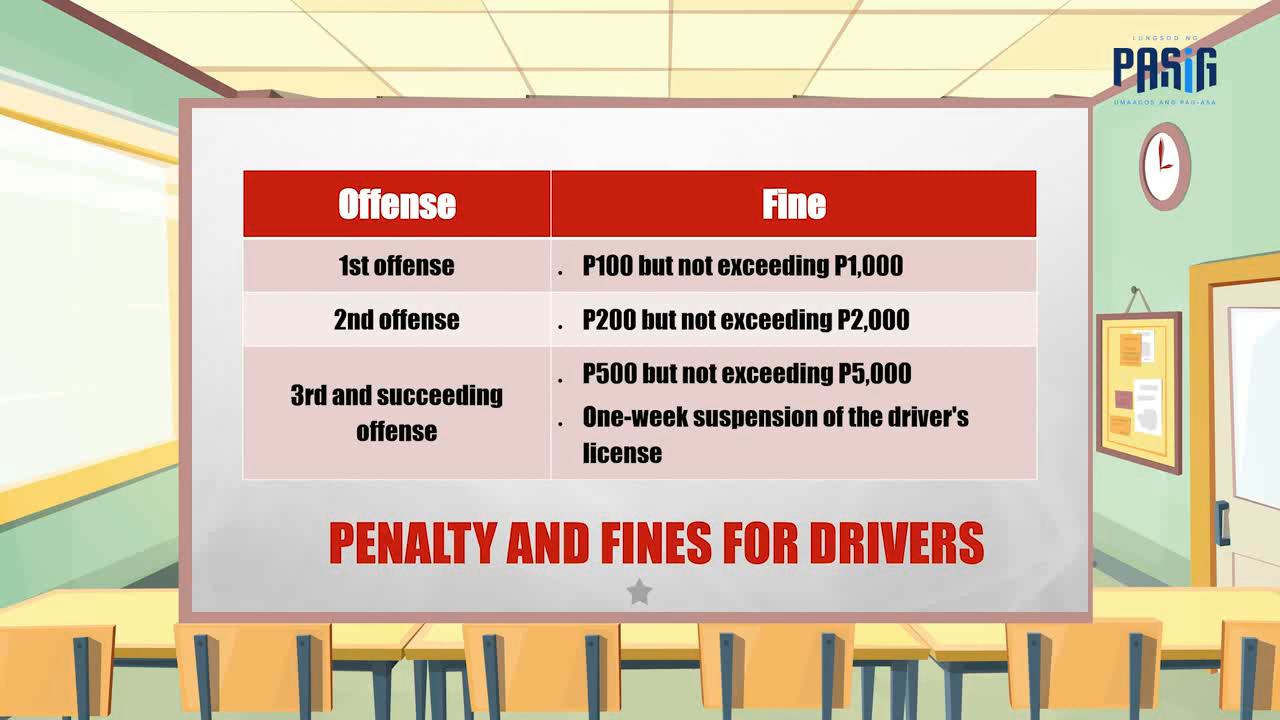 LUNGSOD NG
PASiG
UMAAGOS ANG PAG-ASA
Offense
Fine
1st offense
. P100 but not exceeding P1,000
2nd offense
. P200 but not exceeding P2,000
3rd and succeeding
offense
. P500 but not exceeding P5,000
. One-week suspension of the driver's
license
PENALTY AND FINES FOR DRIVERS